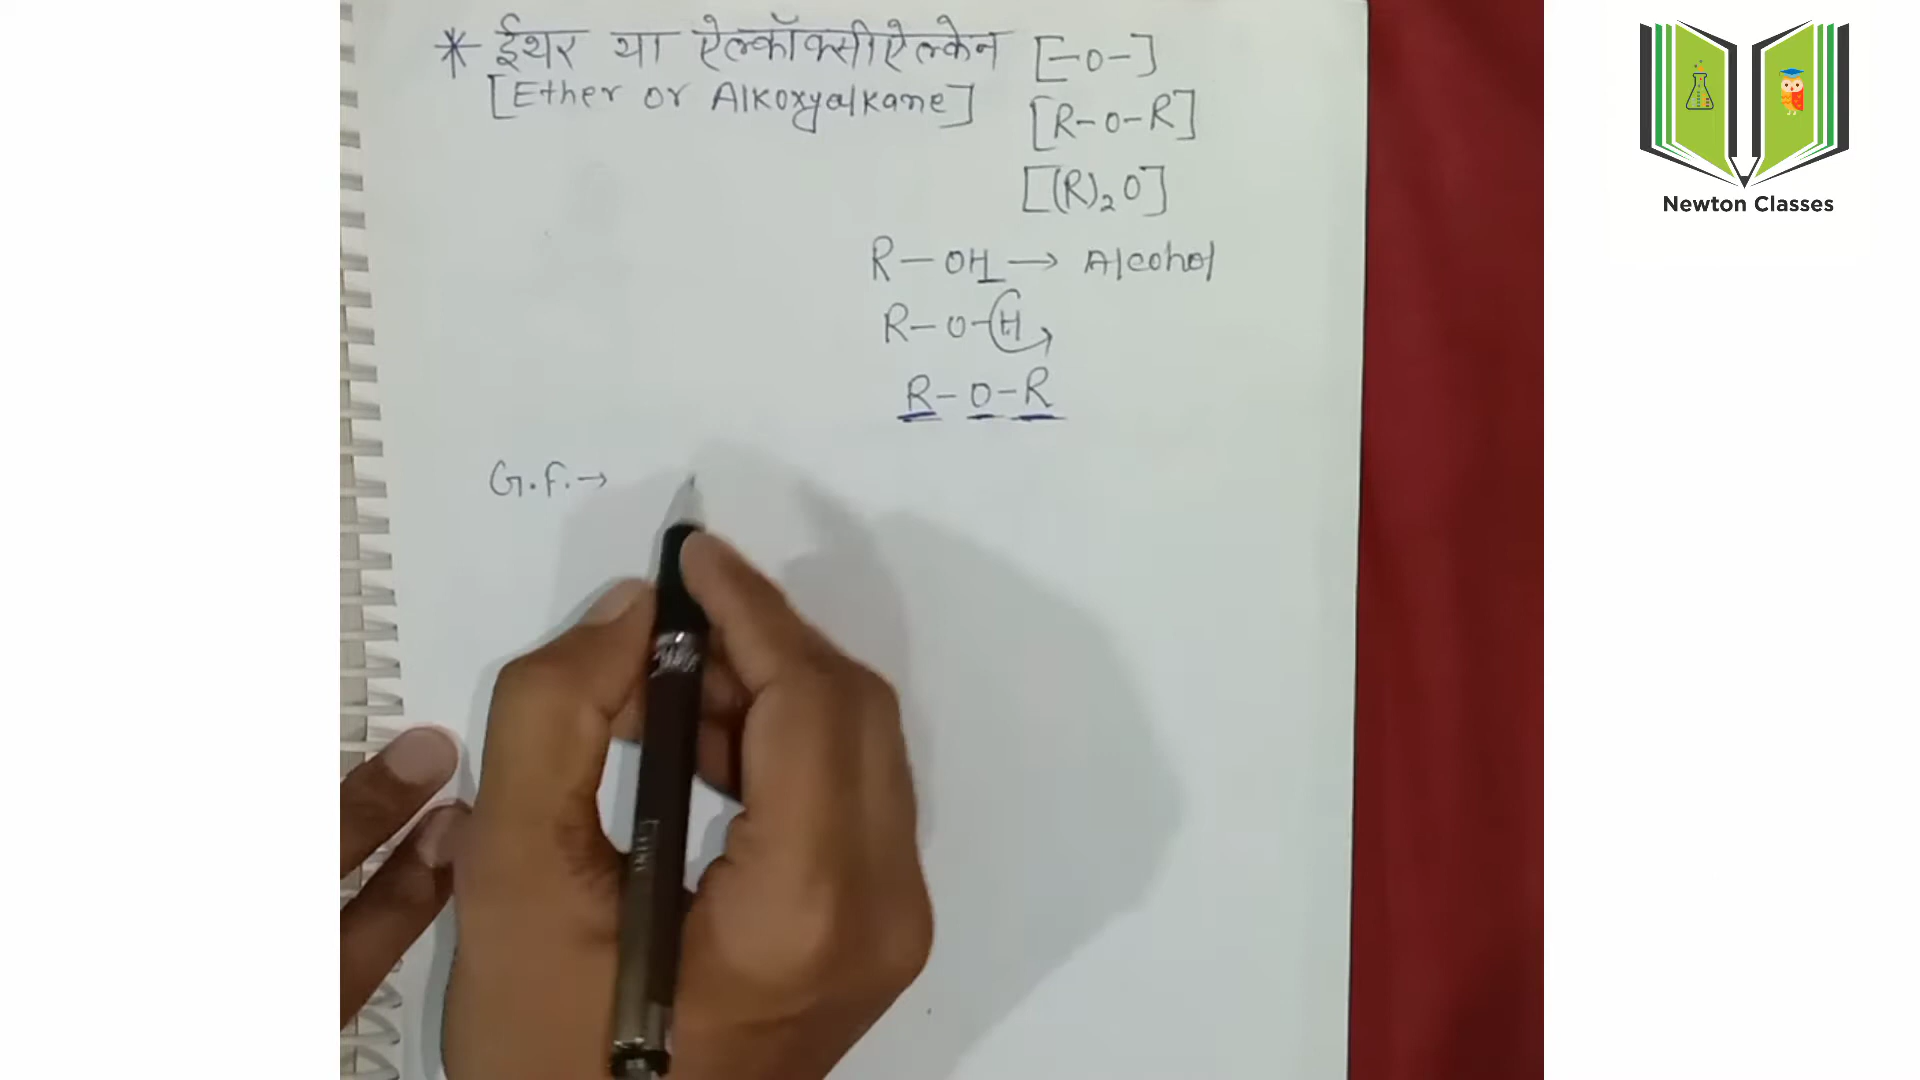 * ईथर या ऐल्कॉक्सीऐल्केन [-O-]
[Ether or Alkoxyalkane]
[R-O-R]
[(R)₂O]
R-OH → Alcohol
R-O-H
R-O-R
G.F. →
Newton Classes